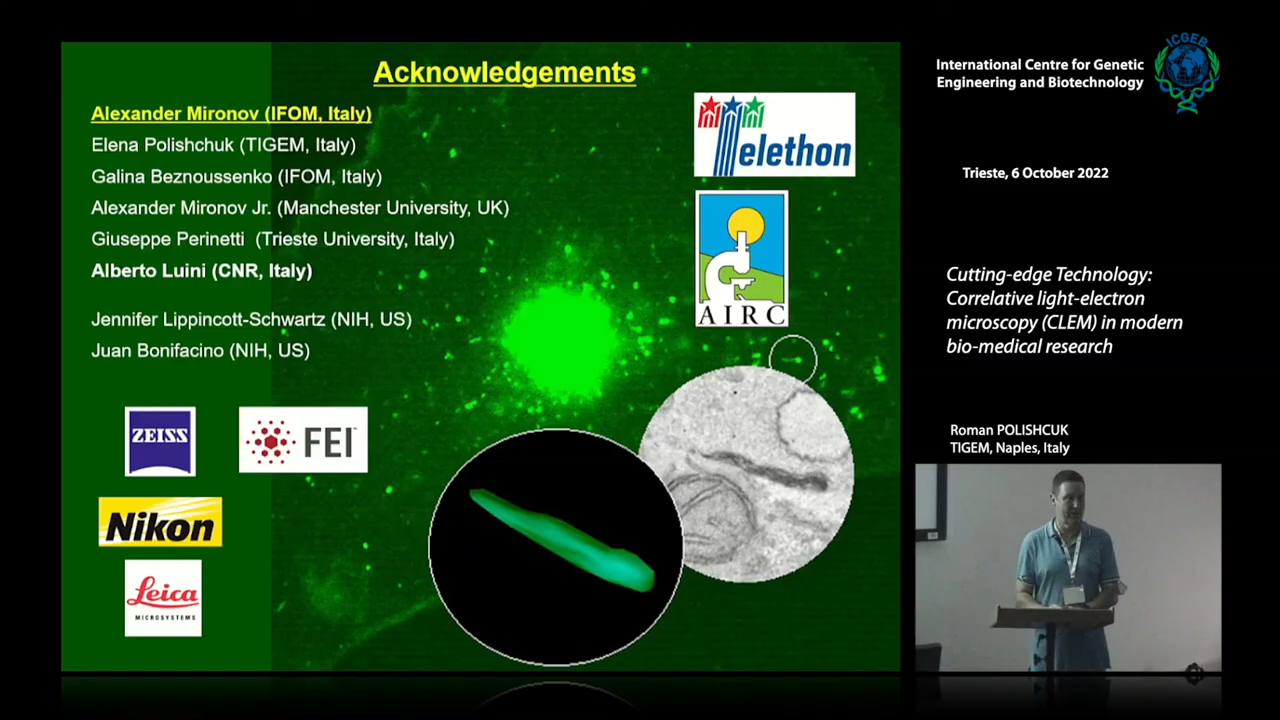 Acknowledgements
Alexander Mironov (IFOM, Italy)
Elena Polishchuk (TIGEM, Italy)
Galina Beznoussenko (IFOM, Italy)
Alexander Mironov Jr. (Manchester University, UK)
Giuseppe Perinetti  (Trieste University, Italy)
Alberto Luini (CNR, Italy)
Jennifer Lippincott-Schwartz (NIH, US)
Juan Bonifacino (NIH, US)
Telethon
AIRC
ZEISS
FEI™
Nikon
Leica
MICROSYSTEMS
International Centre for Genetic
Engineering and Biotechnology
ICGEB
Trieste, 6 October 2022
Cutting-edge Technology:
Correlative light-electron
microscopy (CLEM) in modern
bio-medical research
Roman POLISHCUK
TIGEM, Naples, Italy